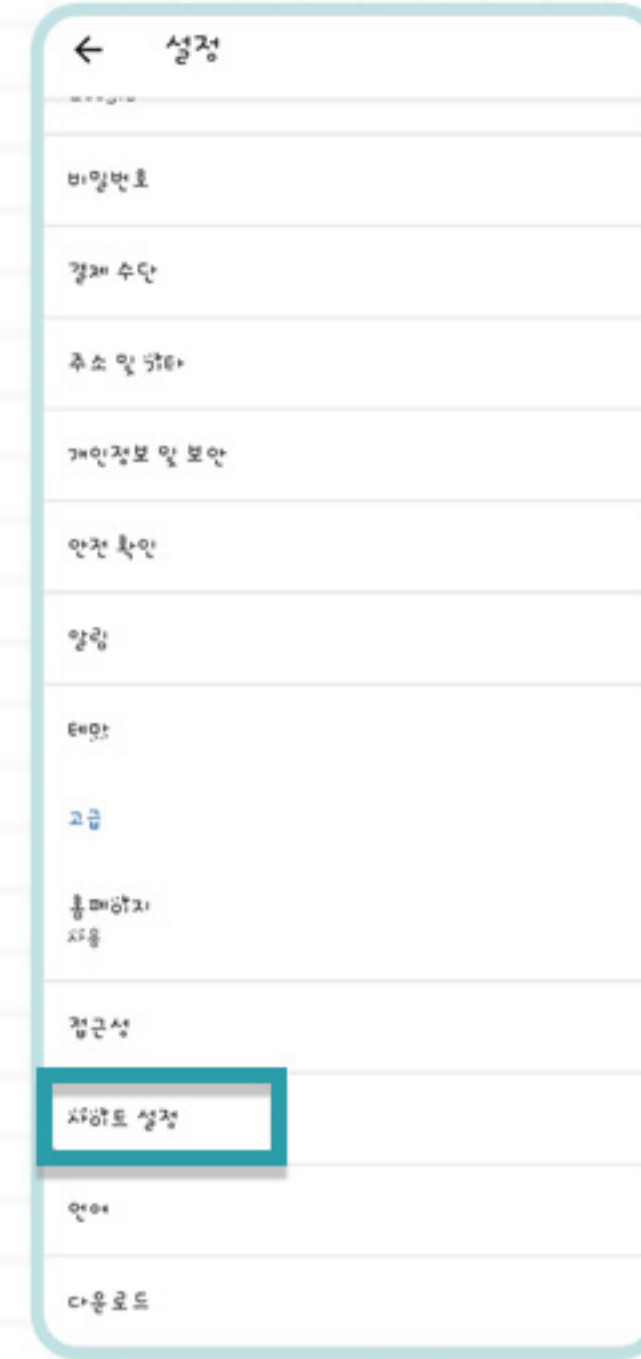 설정
비밀번호
결제 수단
주소 및 기타
개인정보 및 보안
안전 확인
알림
테마
고급
홈페이지
사용
접근성
사이트 설정
언어
다운로드